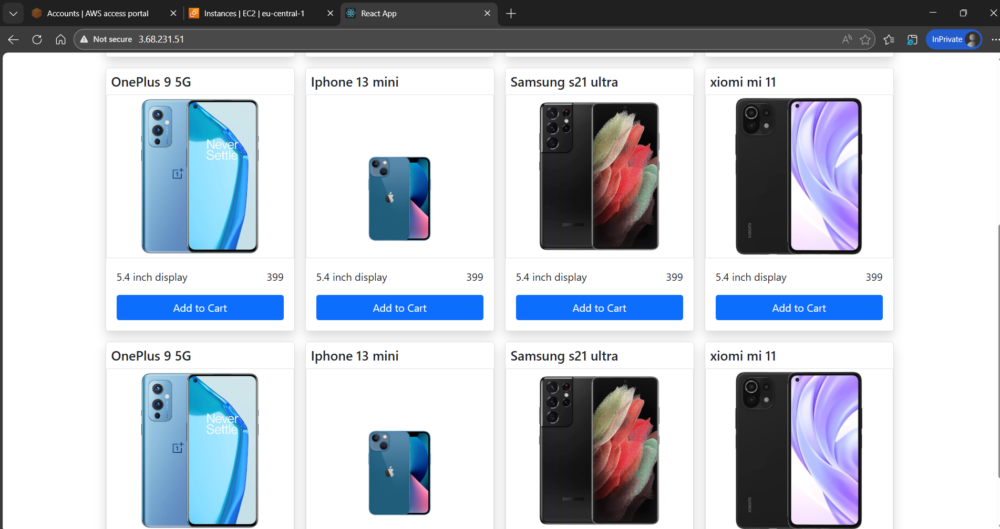 Accounts | AWS access portal
Instances | EC2 | eu-central-1
React App
Not secure 3.68.231.51
InPrivate
OnePlus 9 5G
Iphone 13 mini
Samsung s21 ultra
xiomi mi 11
Never
Settle
SAMSUNG
xiaomi
5.4 inch display 399
5.4 inch display 399
5.4 inch display 399
5.4 inch display 399
Add to Cart
Add to Cart
Add to Cart
Add to Cart
OnePlus 9 5G
Iphone 13 mini
Samsung s21 ultra
xiomi mi 11
Never
Settle
SAMSUNG
xiaomi